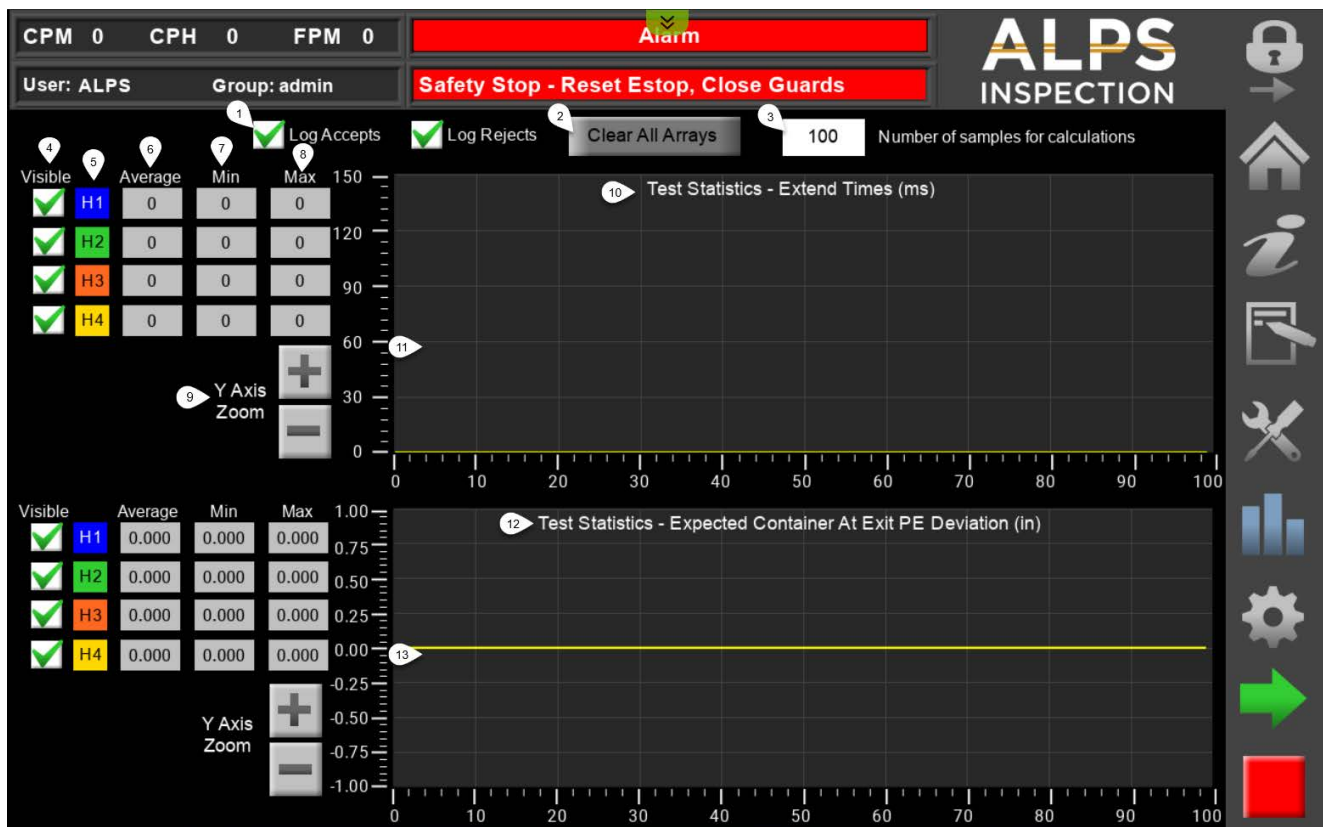 CPM 0 CPH 0 FPM 0
Alarm
ALPS
INSPECTION
User: ALPS Group: admin
Safety Stop - Reset Estop, Close Guards
1 2 3
Log Accepts Log Rejects Clear All Arrays 100 Number of samples for calculations
4 5 6 7 8
Visible Average Min Max
H1 0 0 0
H2 0 0 0
H3 0 0 0
H4 0 0 0
9 Y Axis
Zoom
10 Test Statistics - Extend Times (ms)
150
120
90
60
30
0
11
0 10 20 30 40 50 60 70 80 90 100
Visible Average Min Max
H1 0.000 0.000 0.000
H2 0.000 0.000 0.000
H3 0.000 0.000 0.000
H4 0.000 0.000 0.000
Y Axis
Zoom
12 Test Statistics - Expected Container At Exit PE Deviation (in)
1.00
0.75
0.50
0.25
0.00
-0.25
-0.50
-0.75
-1.00
13
0 10 20 30 40 50 60 70 80 90 100